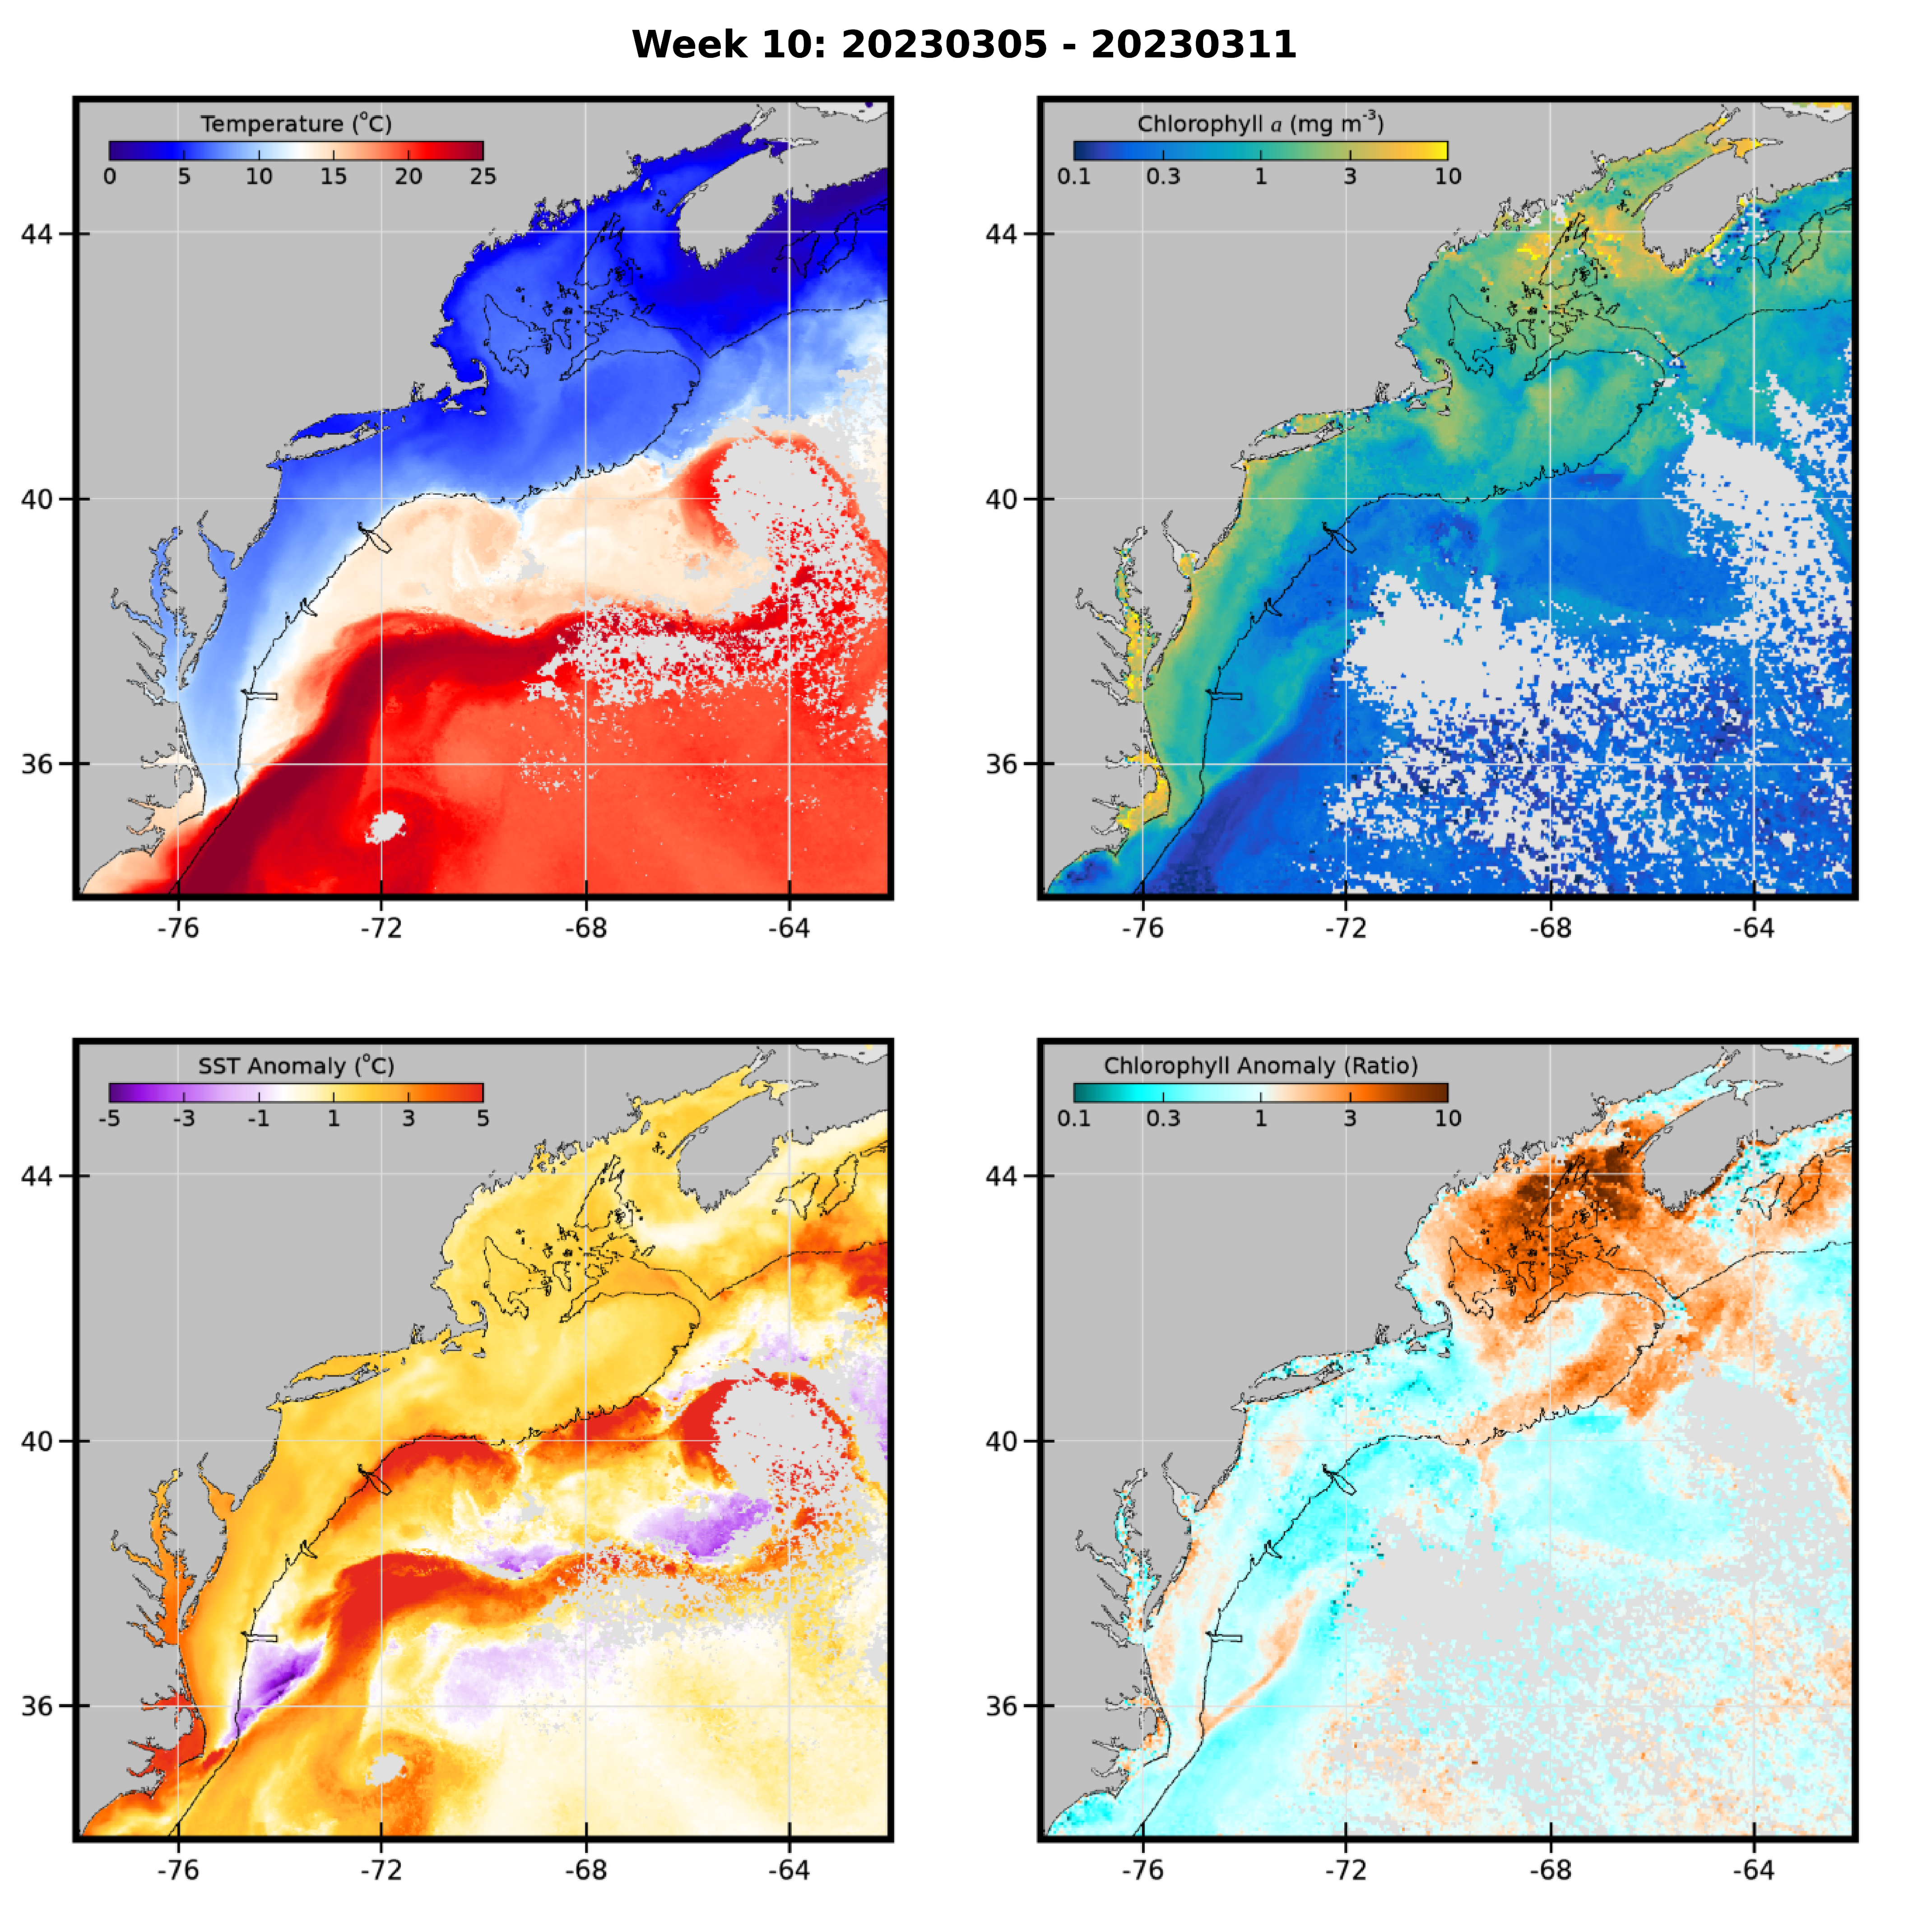 Week 10: 20230305 - 20230311
Temperature (°C)
0 5 10 15 20 25
44
40
36
-76 -72 -68 -64
Chlorophyll a (mg m-3)
0.1 0.3 1 3 10
44
40
36
-76 -72 -68 -64
SST Anomaly (°C)
-5 -3 -1 1 3 5
44
40
36
-76 -72 -68 -64
Chlorophyll Anomaly (Ratio)
0.1 0.3 1 3 10
44
40
36
-76 -72 -68 -64